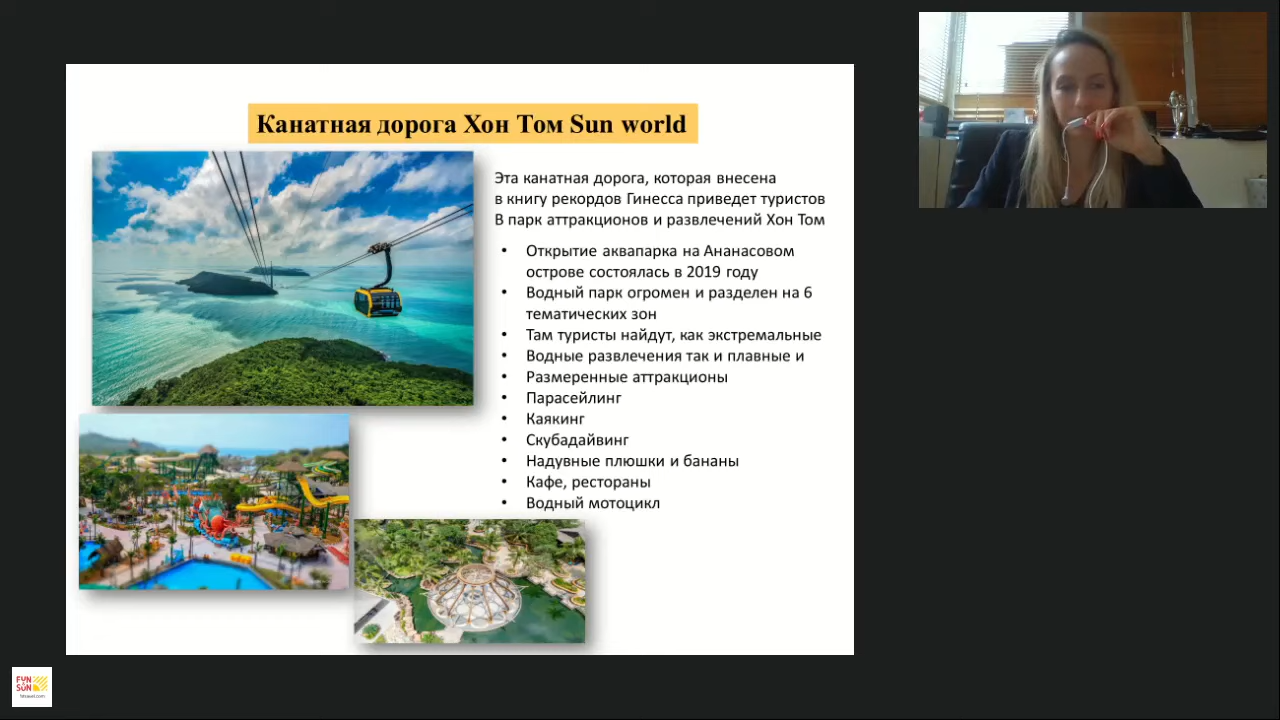 Канатная дорога Хон Том Sun world
Эта канатная дорога, которая внесена
в книгу рекордов Гинесса приведет туристов
В парк аттракционов и развлечений Хон Том
• Открытие аквапарка на Ананасовом
острове состоялась в 2019 году
• Водный парк огромен и разделен на 6
тематических зон
• Там туристы найдут, как экстремальные
• Водные развлечения так и плавные и
• Размеренные аттракционы
• Парасейлинг
• Каякинг
• Скубадайвинг
• Надувные плюшки и бананы
• Кафе, рестораны
• Водный мотоцикл
FUN
&SUN